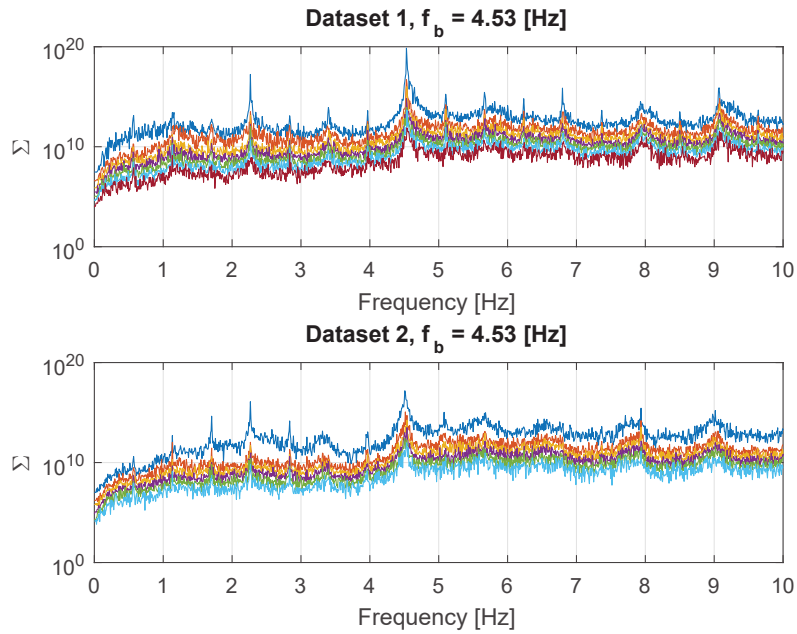 Dataset 1, f_b = 4.53 [Hz]
10^20
10^10
10^0
Σ
0 1 2 3 4 5 6 7 8 9 10
Frequency [Hz]
Dataset 2, f_b = 4.53 [Hz]
10^20
10^10
10^0
Σ
0 1 2 3 4 5 6 7 8 9 10
Frequency [Hz]